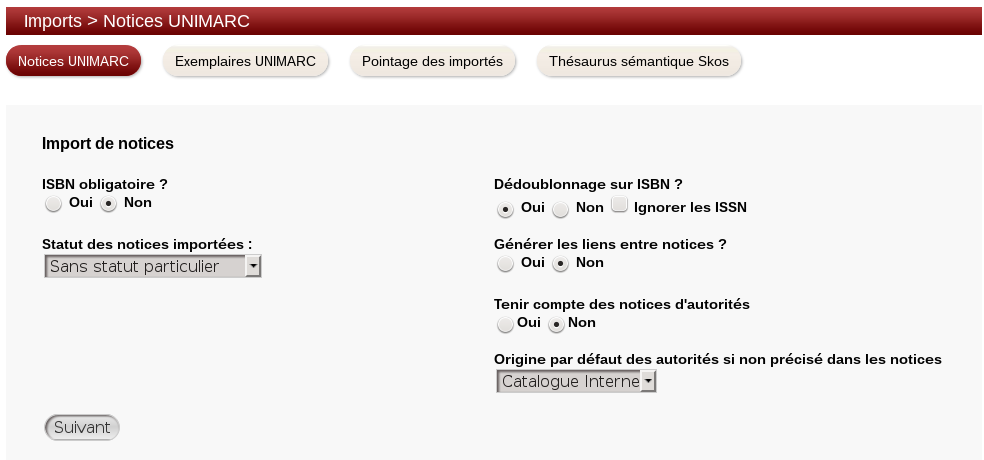 Imports > Notices UNIMARC
Notices UNIMARC Exemplaires UNIMARC Pointage des importés Thésaurus sémantique Skos
Import de notices
ISBN obligatoire ?
Oui Non
Dédoublonnage sur ISBN ?
Oui Non Ignorer les ISSN
Statut des notices importées :
Sans statut particulier
Générer les liens entre notices ?
Oui Non
Tenir compte des notices d'autorités
Oui Non
Origine par défaut des autorités si non précisé dans les notices
Catalogue Interne
Suivant